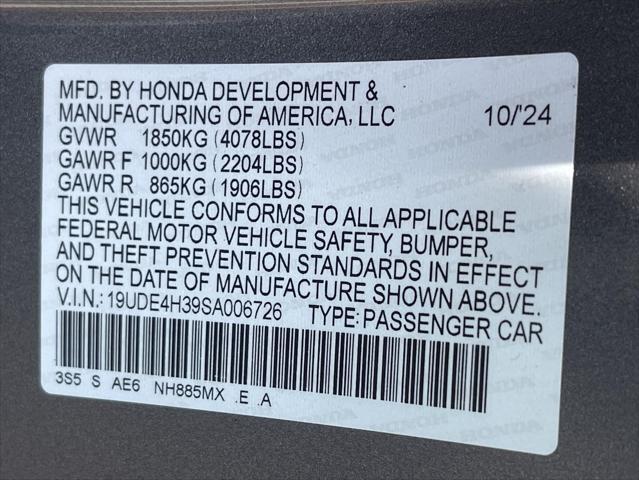 MFD. BY HONDA DEVELOPMENT &
MANUFACTURING OF AMERICA, LLC 10/'24
GVWR 1850KG (4078LBS)
GAWR F 1000KG (2204LBS)
GAWR R 865KG (1906LBS)
THIS VEHICLE CONFORMS TO ALL APPLICABLE
FEDERAL MOTOR VEHICLE SAFETY, BUMPER,
AND THEFT PREVENTION STANDARDS IN EFFECT
ON THE DATE OF MANUFACTURE SHOWN ABOVE.
V.I.N.: 19UDE4H39SA006726 TYPE: PASSENGER CAR
3S5 S AE6 NH885MX .E .A